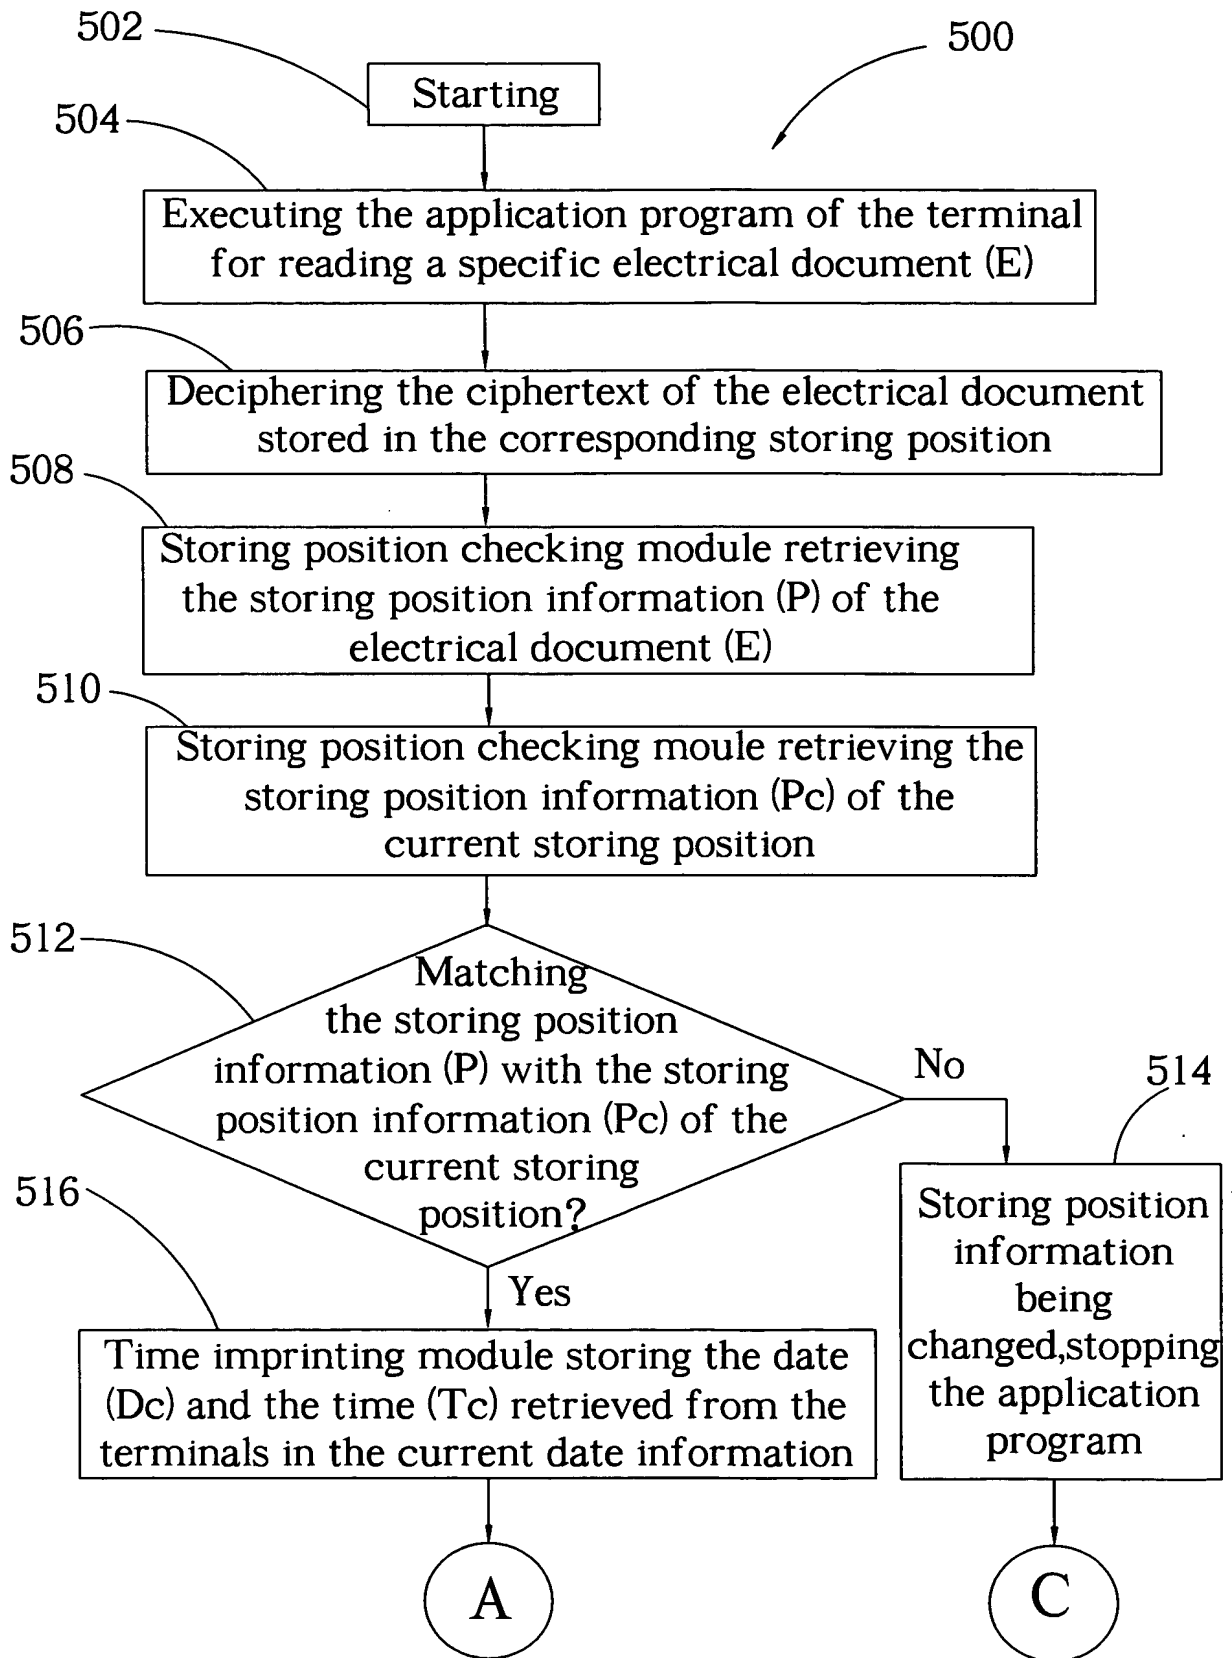 502
500
Starting
504
Executing the application program of the terminal
for reading a specific electrical document (E)
506
Deciphering the ciphertext of the electrical document
stored in the corresponding storing position
508
Storing position checking module retrieving
the storing position information (P) of the
electrical document (E)
510
Storing position checking moule retrieving the
storing position information (Pc) of the
current storing position
512
Matching
the storing position
information (P) with the storing
position information (Pc) of the
current storing
position?
No
514
Storing position
information
being
changed,stopping
the application
program
516
Yes
Time imprinting module storing the date
(Dc) and the time (Tc) retrieved from the
terminals in the current date information
A
C